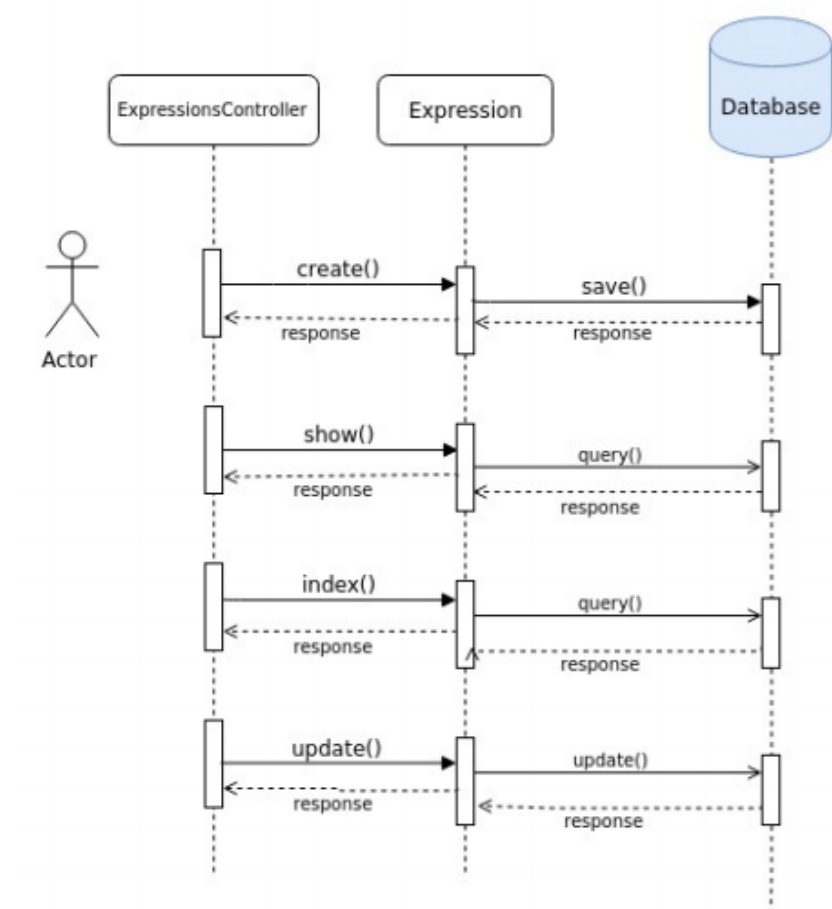 ExpressionsController
Expression
Database
Actor
create()
save()
response
response
show()
query()
response
response
index()
query()
response
response
update()
update()
response
response